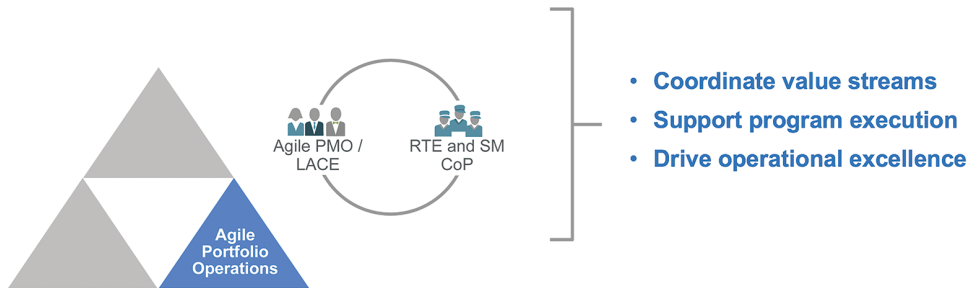 Agile PMO /
LACE
RTE and SM
CoP
Agile
Portfolio
Operations
• Coordinate value streams
• Support program execution
• Drive operational excellence